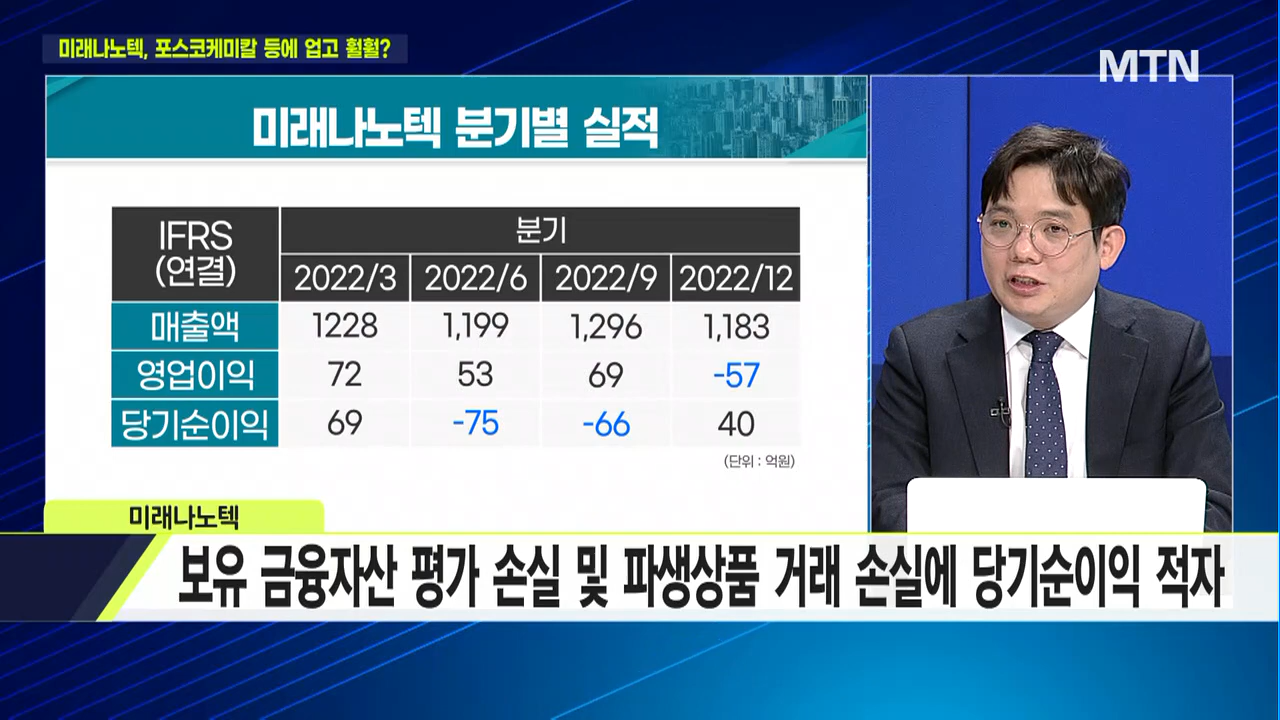 미래나노텍, 포스코케미칼 등에 업고 훨훨?
MTN
미래나노텍 분기별 실적
IFRS (연결) 분기
2022/3 2022/6 2022/9 2022/12
매출액 1228 1,199 1,296 1,183
영업이익 72 53 69 -57
당기순이익 69 -75 -66 40
(단위 : 억원)
미래나노텍
보유 금융자산 평가 손실 및 파생상품 거래 손실에 당기순이익 적자